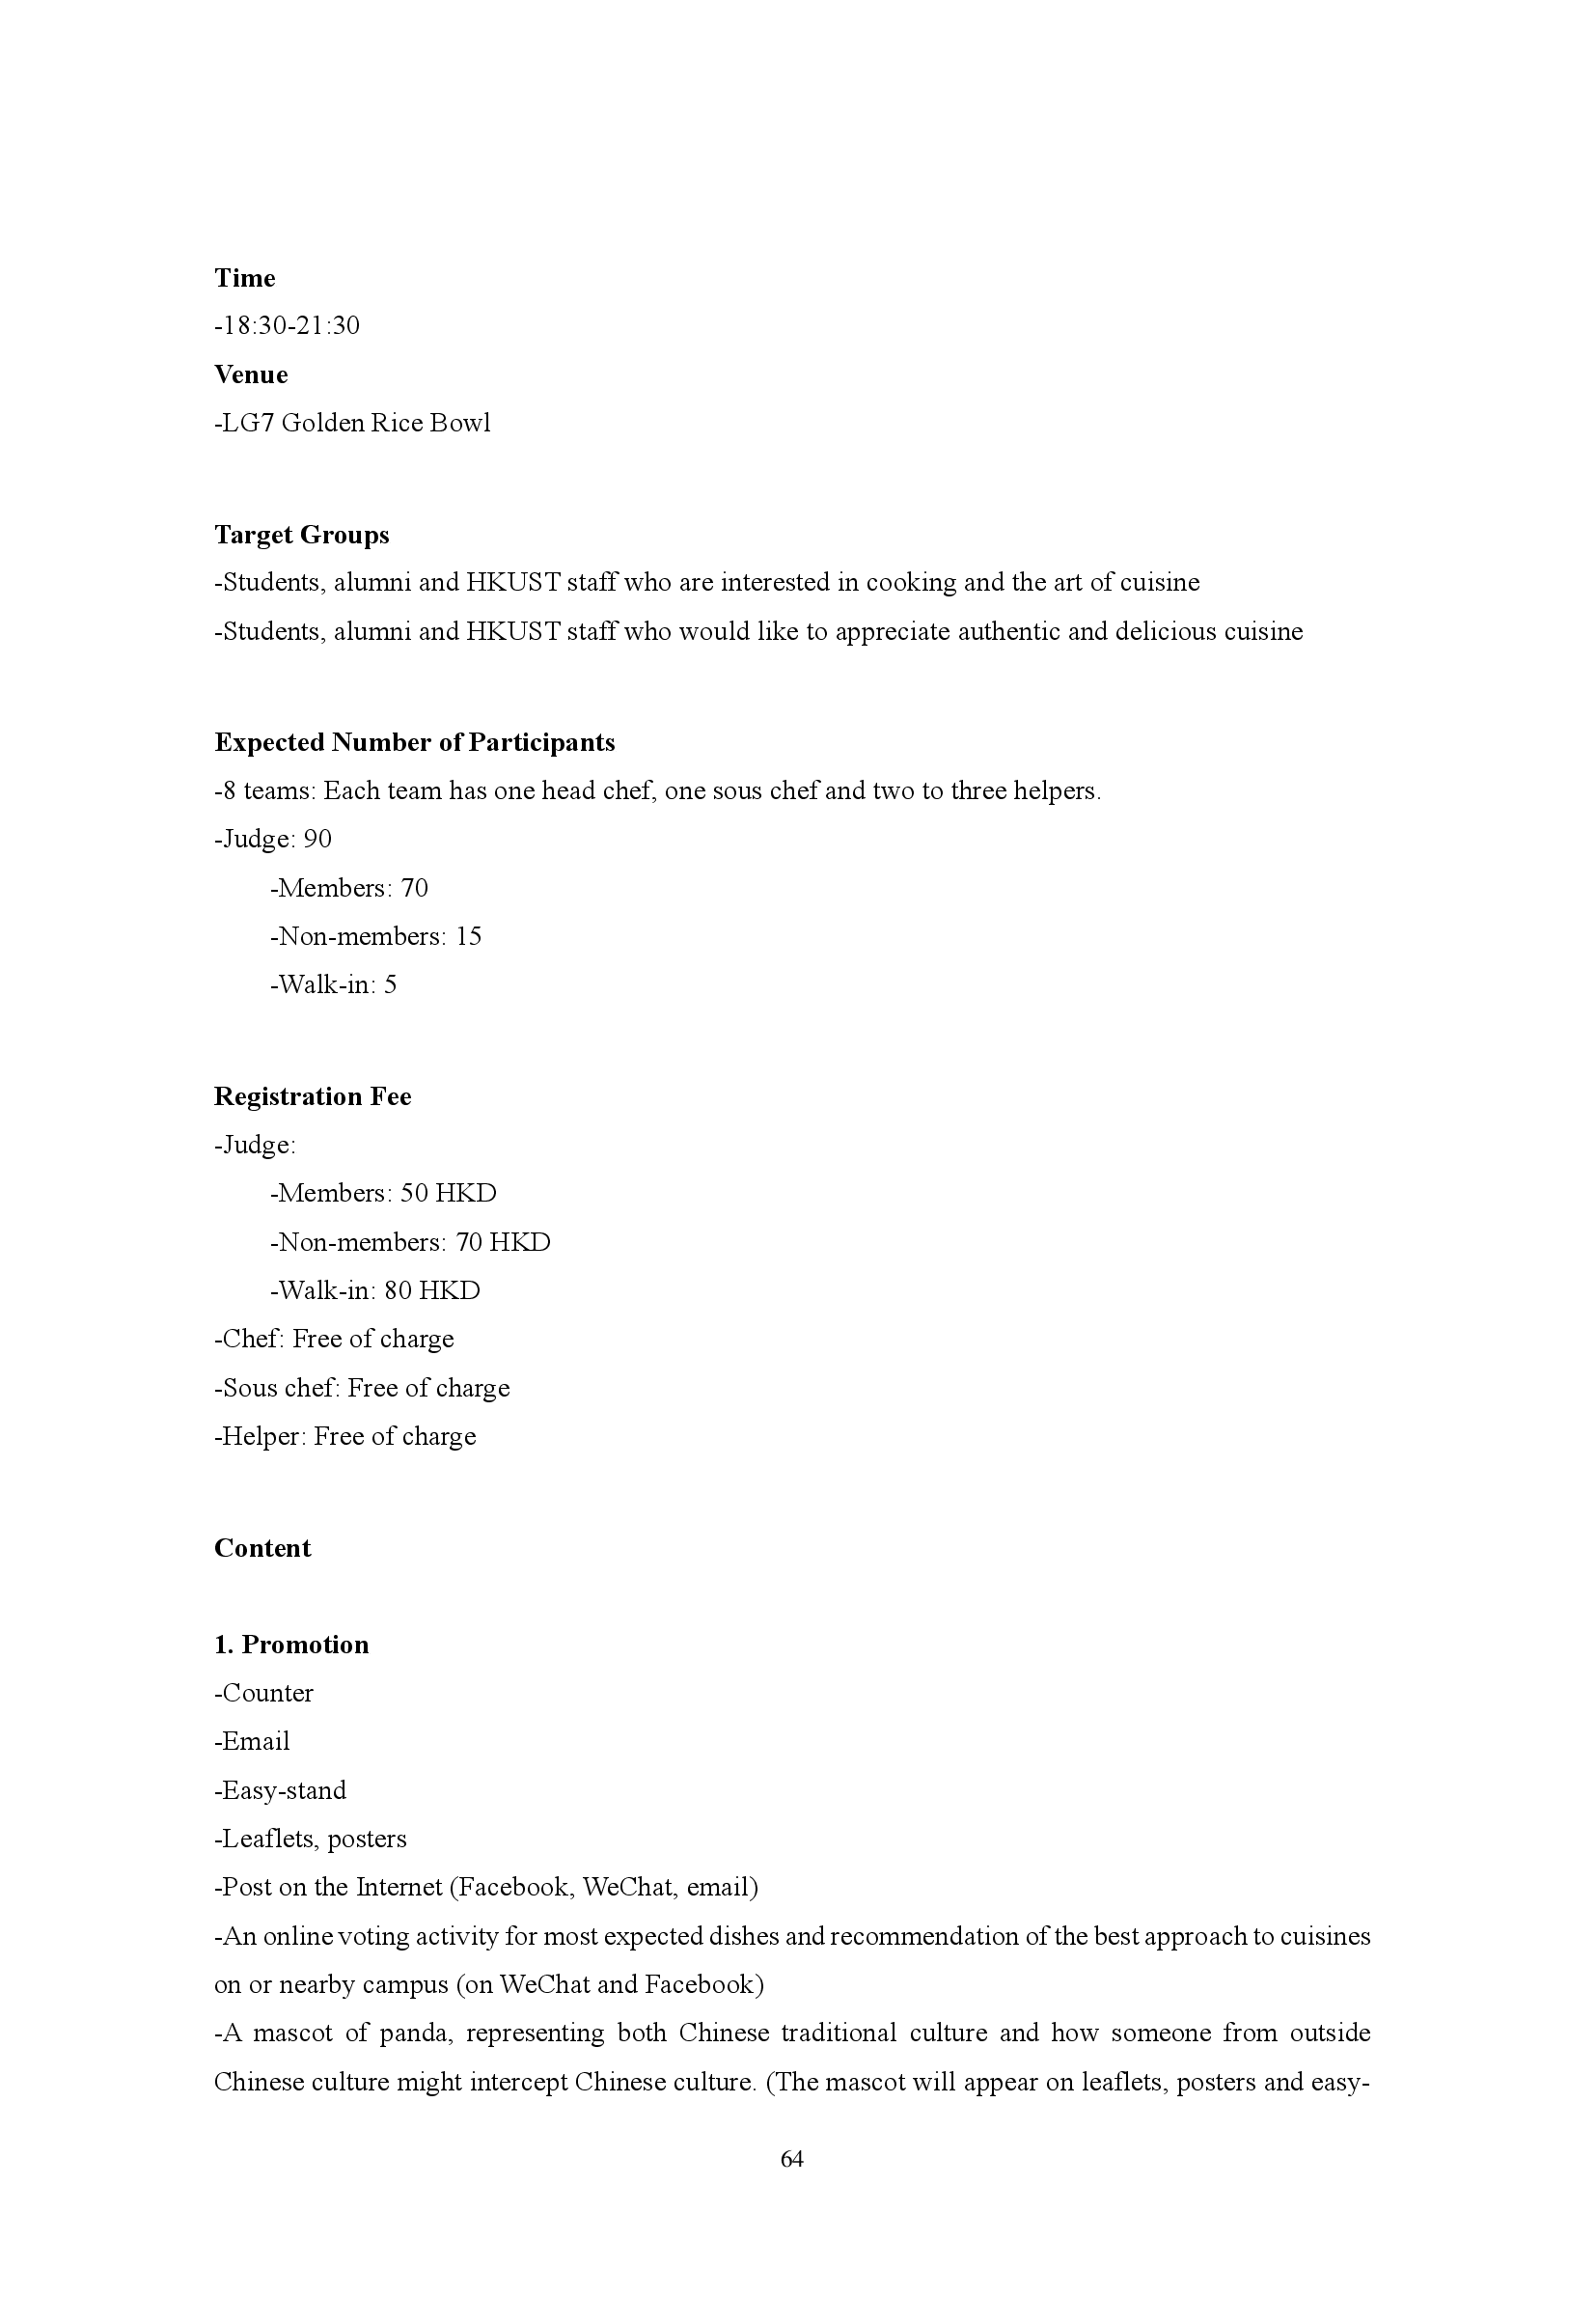 Time
-18:30-21:30
Venue
-LG7 Golden Rice Bowl
Target Groups
-Students, alumni and HKUST staff who are interested in cooking and the art of cuisine
-Students, alumni and HKUST staff who would like to appreciate authentic and delicious cuisine
Expected Number of Participants
-8 teams: Each team has one head chef, one sous chef and two to three helpers.
-Judge: 90
-Members: 70
-Non-members: 15
-Walk-in: 5
Registration Fee
-Judge:
-Members: 50 HKD
-Non-members: 70 HKD
-Walk-in: 80 HKD
-Chef: Free of charge
-Sous chef: Free of charge
-Helper: Free of charge
Content
1. Promotion
-Counter
-Email
-Easy-stand
-Leaflets, posters
-Post on the Internet (Facebook, WeChat, email)
-An online voting activity for most expected dishes and recommendation of the best approach to cuisines
on or nearby campus (on WeChat and Facebook)
-A mascot of panda, representing both Chinese traditional culture and how someone from outside
Chinese culture might intercept Chinese culture. (The mascot will appear on leaflets, posters and easy-
64